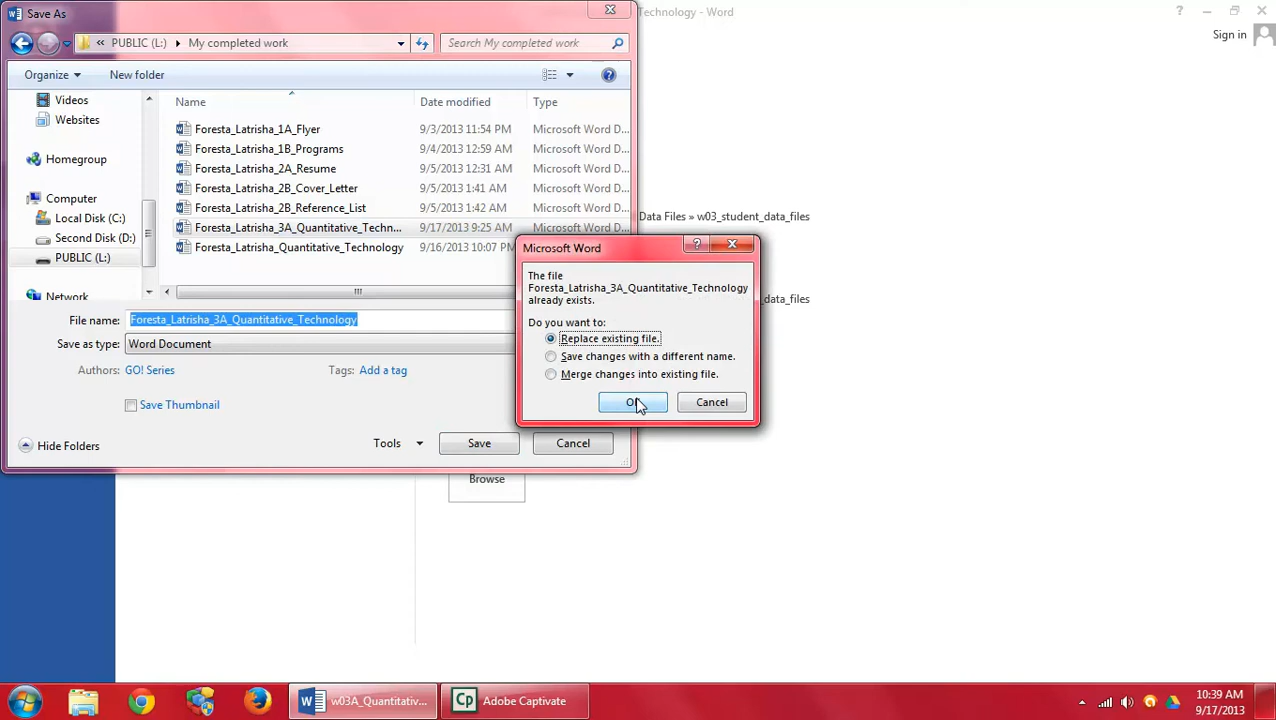 Save As
Technology - Word
?
Sign in
« PUBLIC (L:) ▸ My completed work
Search My completed work
Organize
New folder
Videos
Websites
Homegroup
Computer
Local Disk (C:)
Second Disk (D:)
PUBLIC (L:)
Network
Name Date modified Type
Foresta_Latrisha_1A_Flyer 9/3/2013 11:54 PM Microsoft Word D...
Foresta_Latrisha_1B_Programs 9/4/2013 12:59 AM Microsoft Word D...
Foresta_Latrisha_2A_Resume 9/5/2013 12:31 AM Microsoft Word D...
Foresta_Latrisha_2B_Cover_Letter 9/5/2013 1:41 AM Microsoft Word D...
Foresta_Latrisha_2B_Reference_List 9/5/2013 1:42 AM Microsoft Word D...
Foresta_Latrisha_3A_Quantitative_Techn... 9/17/2013 9:25 AM Microsoft Word D...
Foresta_Latrisha_Quantitative_Technology 9/16/2013 10:07 PM
Data Files » w03_student_data_files
_data_files
File name: Foresta_Latrisha_3A_Quantitative_Technology
Save as type: Word Document
Authors: GO! Series
Tags: Add a tag
Save Thumbnail
Hide Folders
Tools
Save
Cancel
Microsoft Word
?
The file
Foresta_Latrisha_3A_Quantitative_Technology
already exists.
Do you want to:
Replace existing file.
Save changes with a different name.
Merge changes into existing file.
Cancel
Browse
w03A_Quantitativ...
Cp Adobe Captivate
10:39 AM
9/17/2013